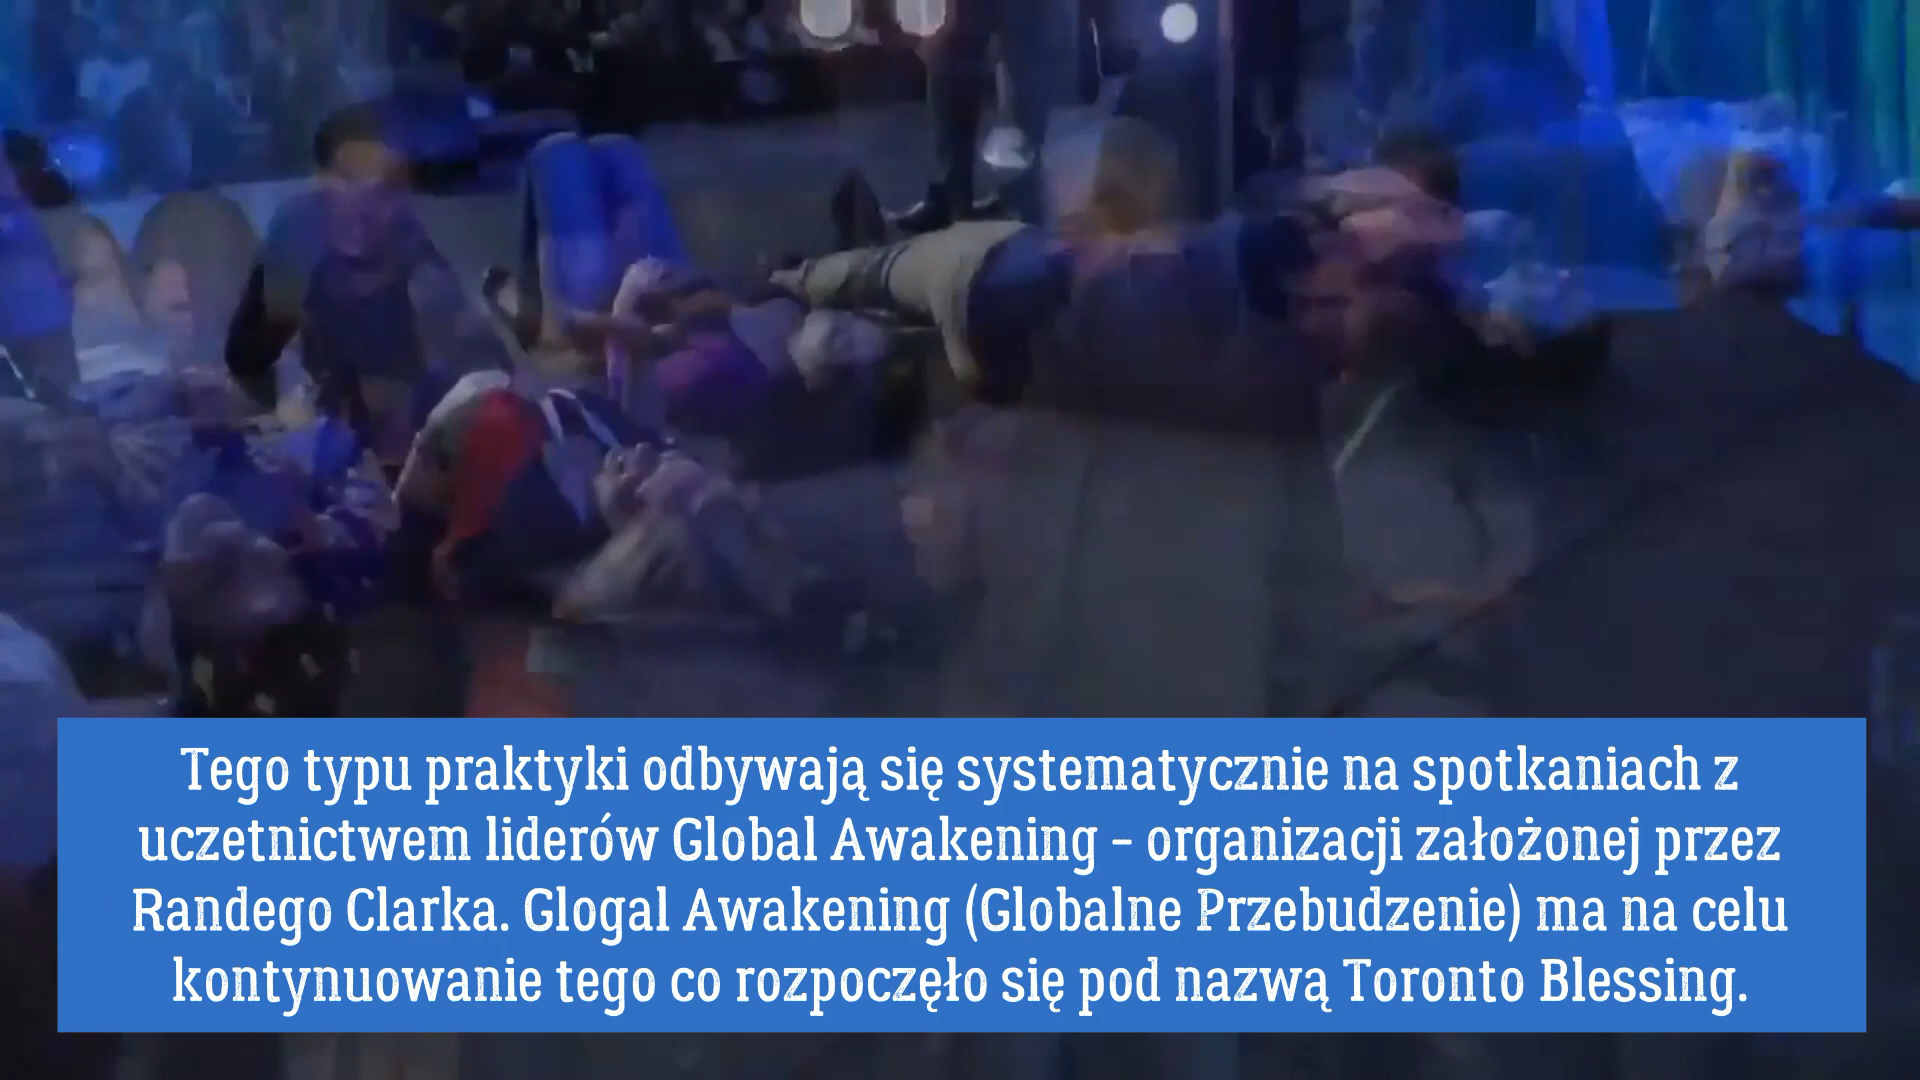 Tego typu praktyki odbywają się systematycznie na spotkaniach z
uczetnictwem liderów Global Awakening – organizacji założonej przez
Randego Clarka. Glogal Awakening (Globalne Przebudzenie) ma na celu
kontynuowanie tego co rozpoczęło się pod nazwą Toronto Blessing.